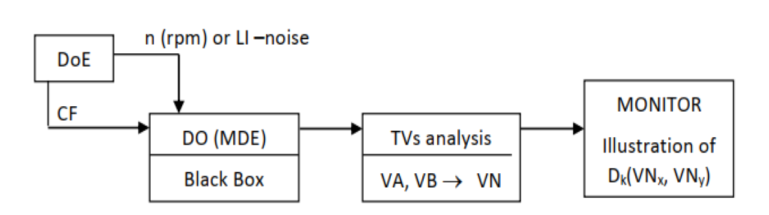 n (rpm) or LI –noise
DoE
CF
DO (MDE)
Black Box
TVs analysis
VA, VB → VN
MONITOR
Illustration of
Dₖ(VNₓ, VNᵧ)